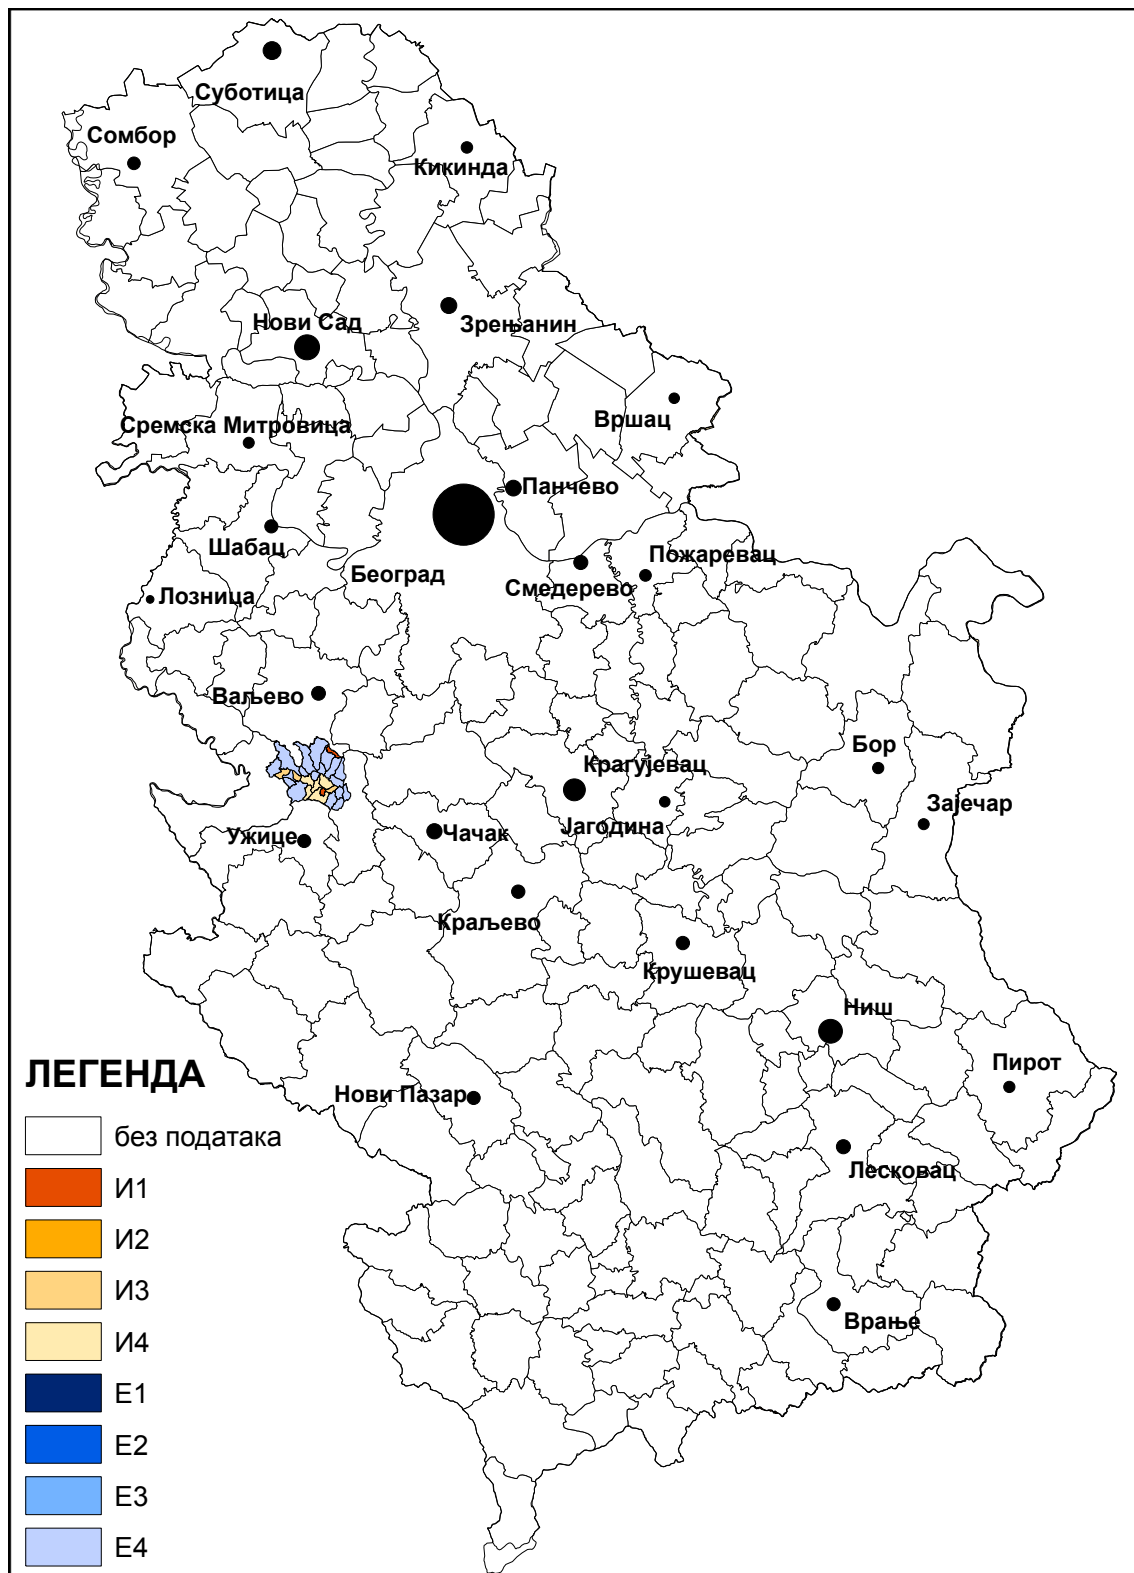 Суботица
Сомбор
Кикинда
Нови Сад
Зрењанин
Вршац
Сремска Митровица
Панчево
Шабац
Пожаревац
Београд
Смедерево
Лозница
Ваљево
Бор
Крагујевац
Зајечар
Јагодина
Ужице
Чачак
Краљево
Крушевац
Ниш
Пирот
ЛЕГЕНДА
Нови Пазар
без података
Лесковац
И1
И2
И3
Врање
И4
Е1
Е2
Е3
Е4